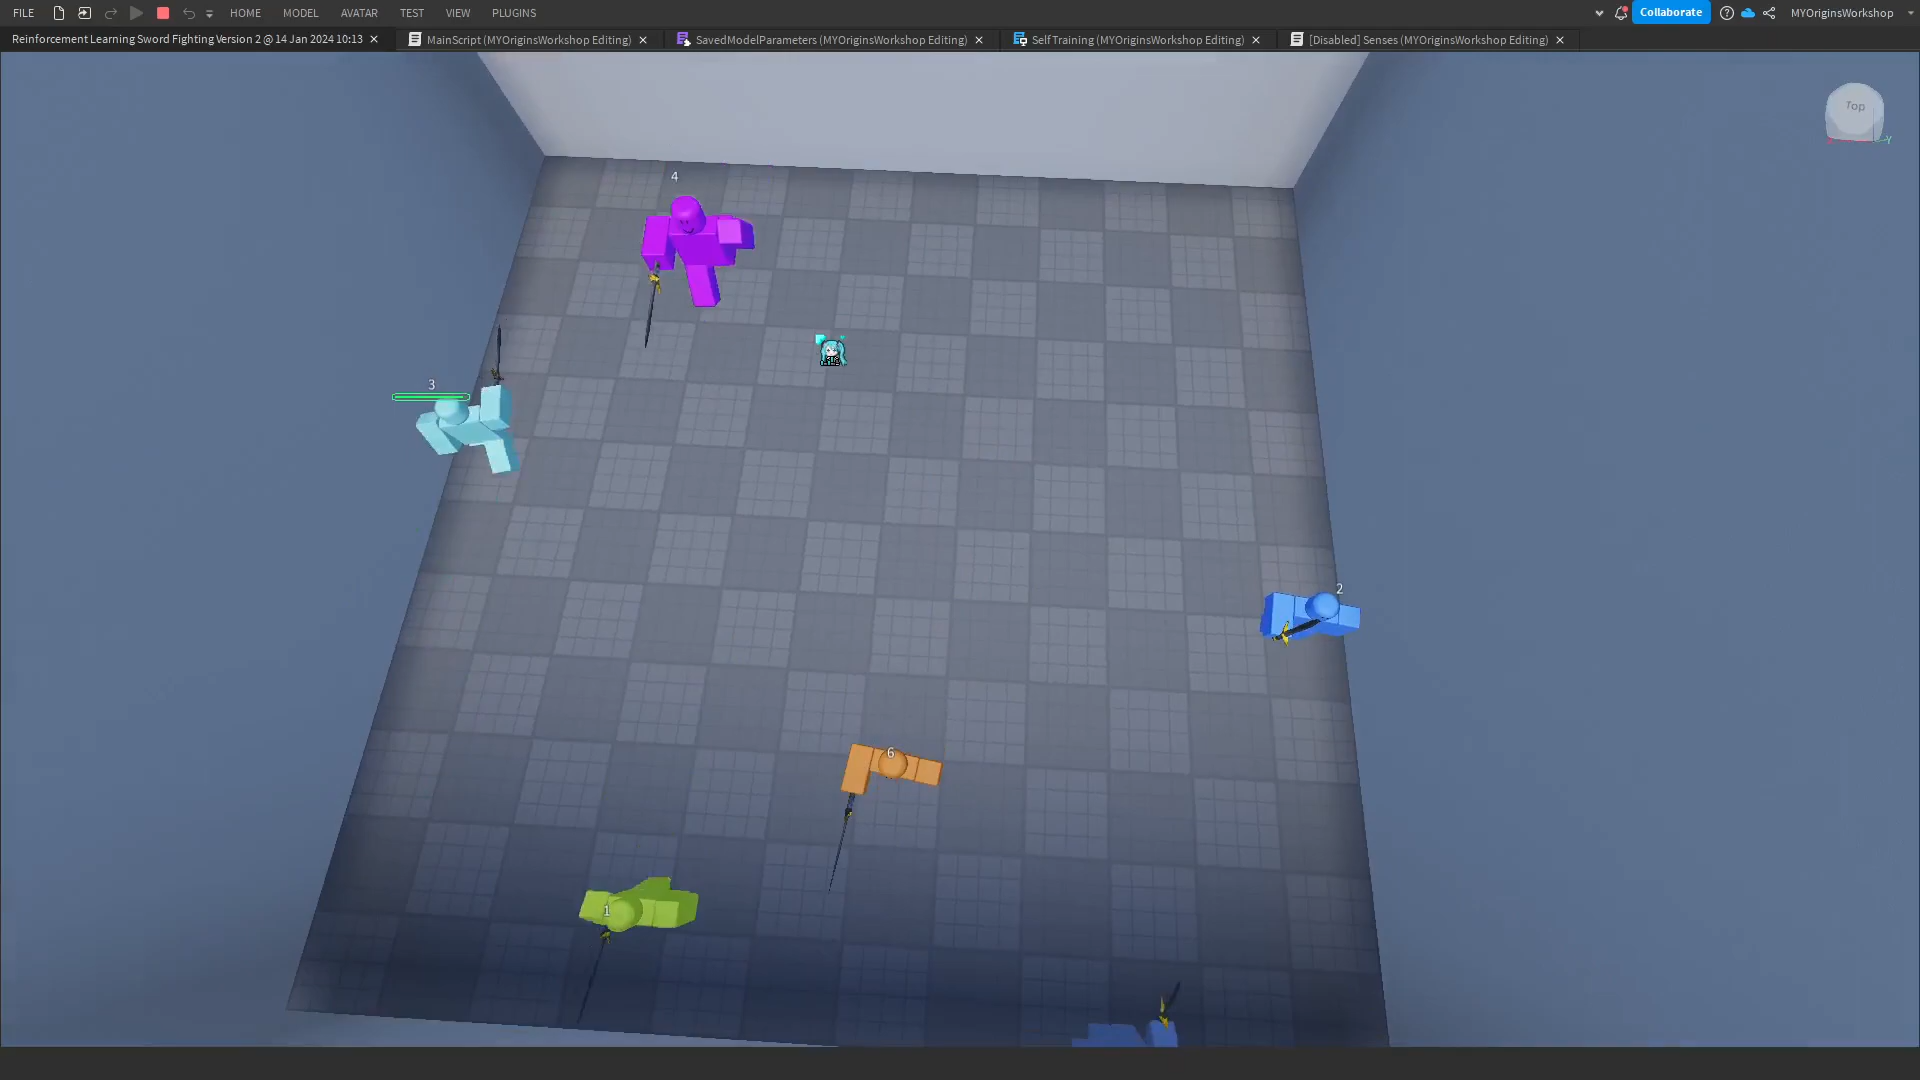 FILE HOME MODEL AVATAR TEST VIEW PLUGINS Collaborate MYOriginsWorkshop
Reinforcement Learning Sword Fighting Version 2 @ 14 Jan 2024 10:13 MainScript (MYOriginsWorkshop Editing) SavedModelParameters (MYOriginsWorkshop Editing) SelfTraining (MYOriginsWorkshop Editing) [Disabled] Senses (MYOriginsWorkshop Editing)
Top
Y
4
3
2
6
1